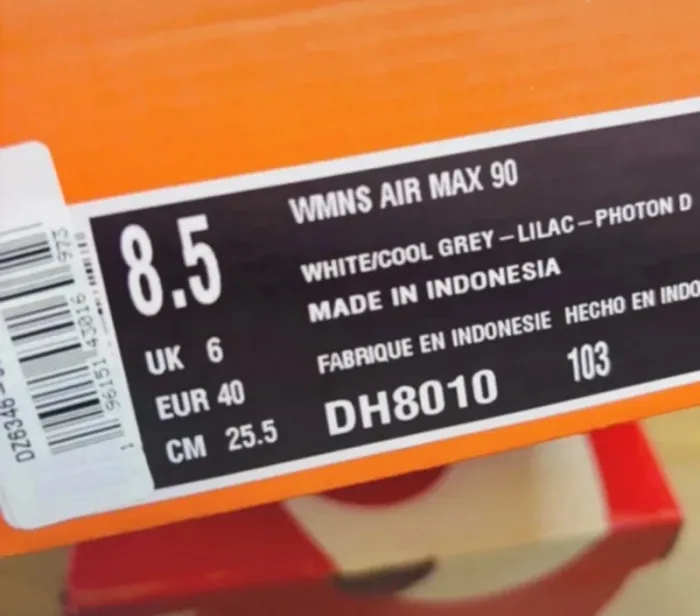 8.5
WMNS AIR MAX 90
WHITE/COOL GREY-LILAC-PHOTON D
MADE IN INDONESIA
UK 6
FABRIQUE EN INDONESIE HECHO EN INDO
EUR 40
DH8010 103
CM 25.5